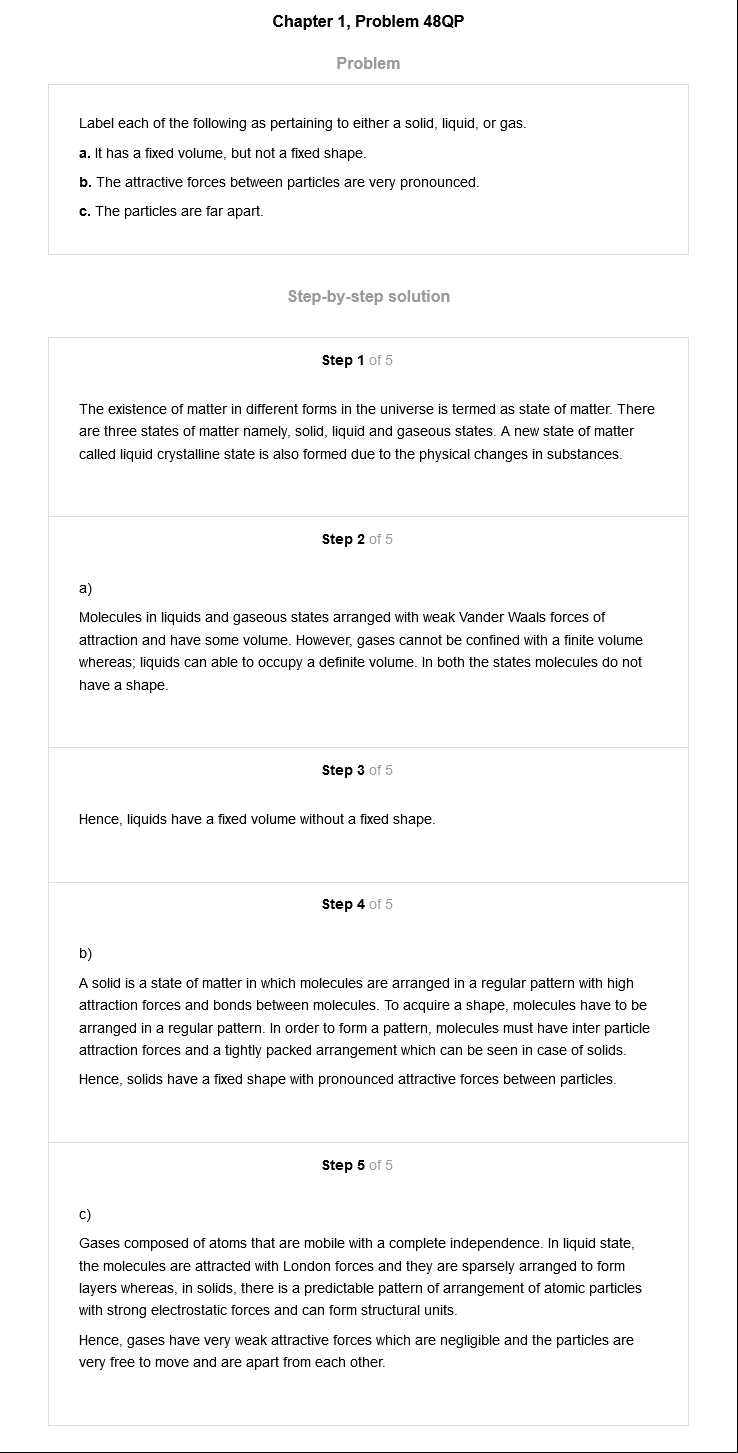 Chapter 1, Problem 48QP
Problem
Label each of the following as pertaining to either a solid, liquid, or gas.
a. It has a fixed volume, but not a fixed shape.
b. The attractive forces between particles are very pronounced.
c. The particles are far apart.
Step-by-step solution
Step 1 of 5
The existence of matter in different forms in the universe is termed as state of matter. There
are three states of matter namely, solid, liquid and gaseous states. A new state of matter
called liquid crystalline state is also formed due to the physical changes in substances.
Step 2 of 5
a)
Molecules in liquids and gaseous states arranged with weak Vander Waals forces of
attraction and have some volume. However, gases cannot be confined with a finite volume
whereas; liquids can able to occupy a definite volume. In both the states molecules do not
have a shape.
Step 3 of 5
Hence, liquids have a fixed volume without a fixed shape.
Step 4 of 5
b)
A solid is a state of matter in which molecules are arranged in a regular pattern with high
attraction forces and bonds between molecules. To acquire a shape, molecules have to be
arranged in a regular pattern. In order to form a pattern, molecules must have inter particle
attraction forces and a tightly packed arrangement which can be seen in case of solids.
Hence, solids have a fixed shape with pronounced attractive forces between particles.
Step 5 of 5
c)
Gases composed of atoms that are mobile with a complete independence. In liquid state,
the molecules are attracted with London forces and they are sparsely arranged to form
layers whereas, in solids, there is a predictable pattern of arrangement of atomic particles
with strong electrostatic forces and can form structural units.
Hence, gases have very weak attractive forces which are negligible and the particles are
very free to move and are apart from each other.